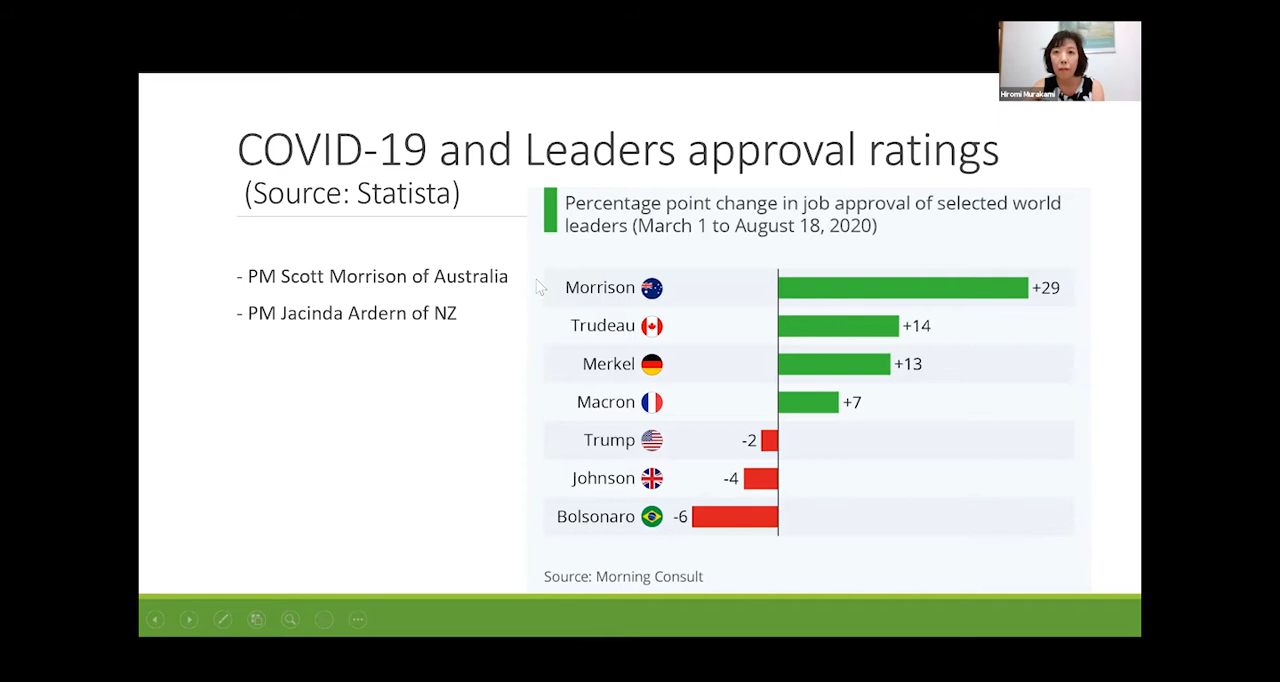 Hiromi Murakami
COVID-19 and Leaders approval ratings
(Source: Statista)
- PM Scott Morrison of Australia
- PM Jacinda Ardern of NZ
Percentage point change in job approval of selected world
leaders (March 1 to August 18, 2020)
Morrison +29
Trudeau +14
Merkel +13
Macron +7
Trump -2
Johnson -4
Bolsonaro -6
Source: Morning Consult